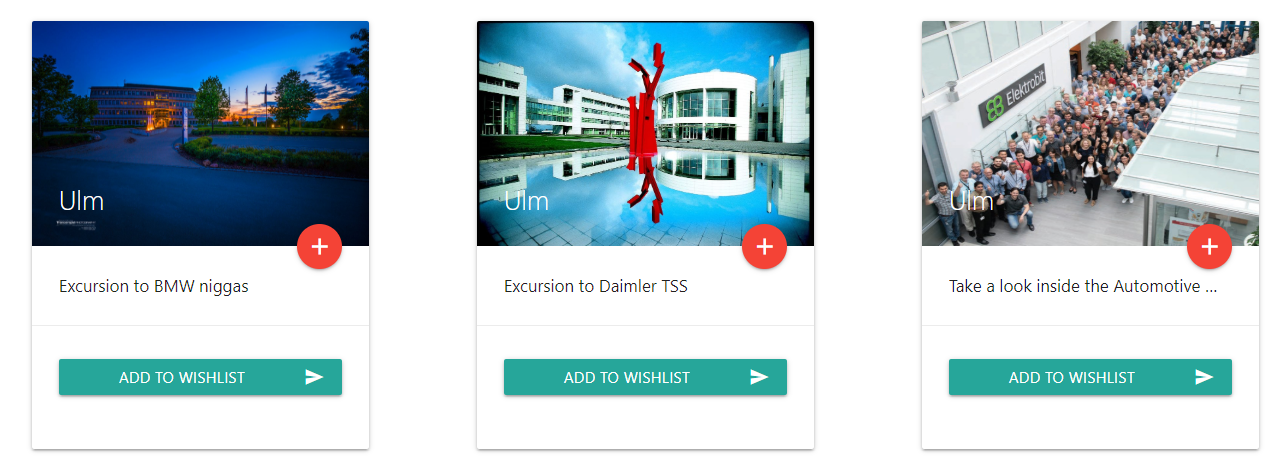 Ulm
Excursion to BMW niggas
ADD TO WISHLIST
Ulm
Excursion to Daimler TSS
ADD TO WISHLIST
Elektrobit
Ulm
Take a look inside the Automotive ...
ADD TO WISHLIST